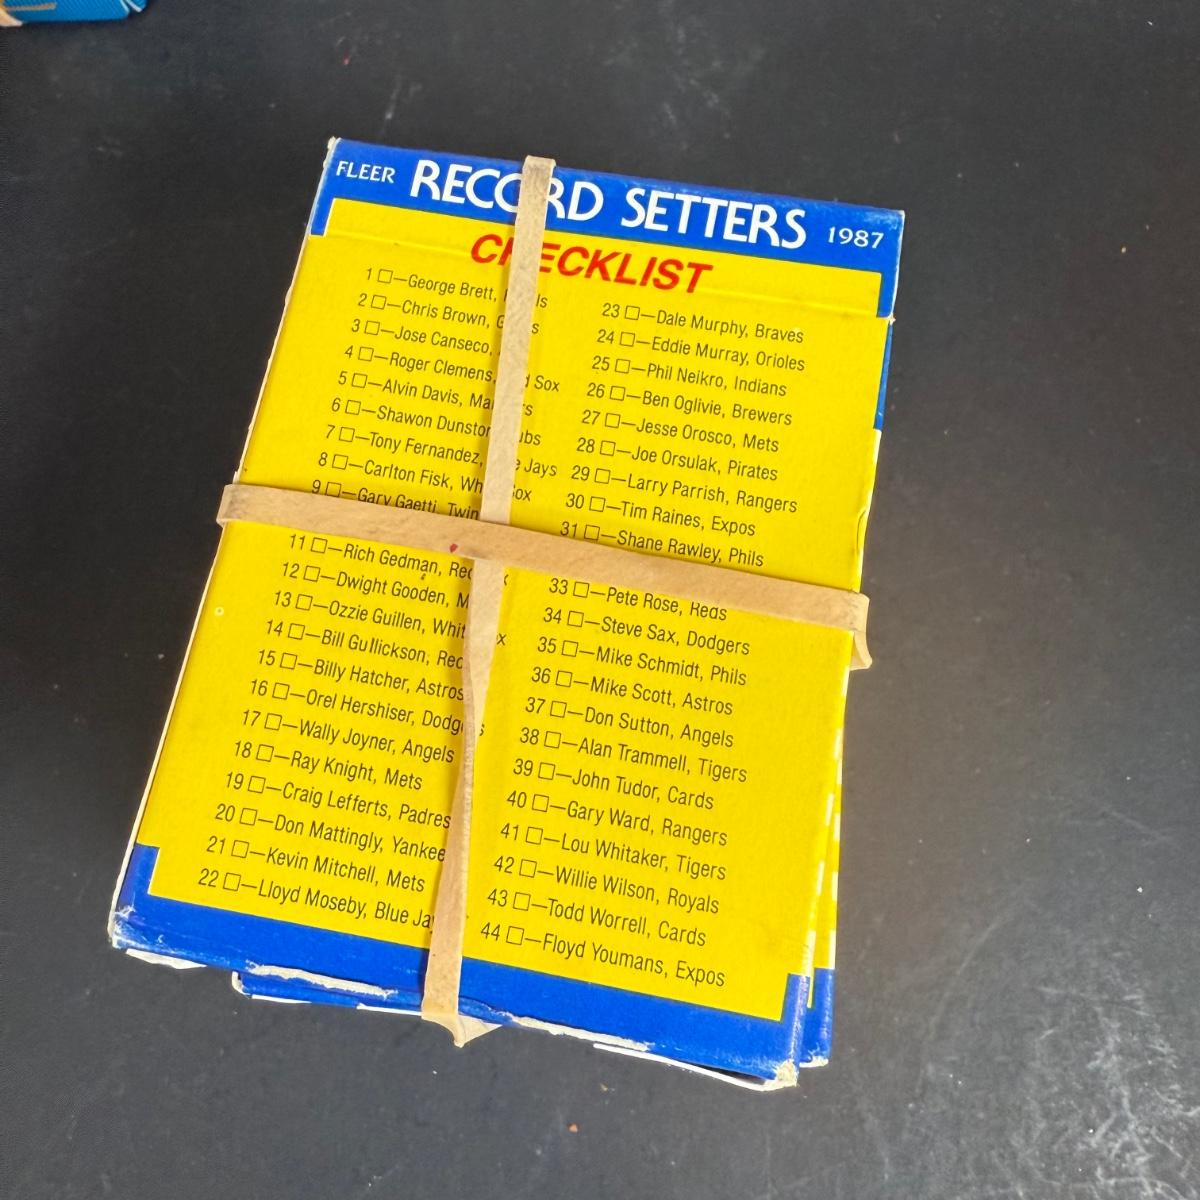 FLEER RECORD SETTERS 1987
CHECKLIST
1 □—George Brett,
2 □—Chris Brown,
3 □—Jose Canseco,
4 □—Roger Clemens, Sox
5 □—Alvin Davis,
6 □—Shawon Dunston
7 □—Tony Fernandez, Jays
8 □—Carlton Fisk,
9 □—Gary Gaetti,
11 □—Rich Gedman,
12 □—Dwight Gooden,
13 □—Ozzie Guillen,
14 □—Bill Gullickson,
15 □—Billy Hatcher, Astros
16 □—Orel Hershiser,
17 □—Wally Joyner, Angels
18 □—Ray Knight, Mets
19 □—Craig Lefferts, Padres
20 □—Don Mattingly,
21 □—Kevin Mitchell, Mets
22 □—Lloyd Moseby, Blue
23 □—Dale Murphy, Braves
24 □—Eddie Murray, Orioles
25 □—Phil Neikro, Indians
26 □—Ben Oglivie, Brewers
27 □—Jesse Orosco, Mets
28 □—Joe Orsulak, Pirates
29 □—Larry Parrish, Rangers
30 □—Tim Raines, Expos
31 □—Shane Rawley, Phils
33 □—Pete Rose, Reds
34 □—Steve Sax, Dodgers
35 □—Mike Schmidt, Phils
36 □—Mike Scott, Astros
37 □—Don Sutton, Angels
38 □—Alan Trammell, Tigers
39 □—John Tudor, Cards
40 □—Gary Ward, Rangers
41 □—Lou Whitaker, Tigers
42 □—Willie Wilson, Royals
43 □—Todd Worrell, Cards
44 □—Floyd Youmans, Expos